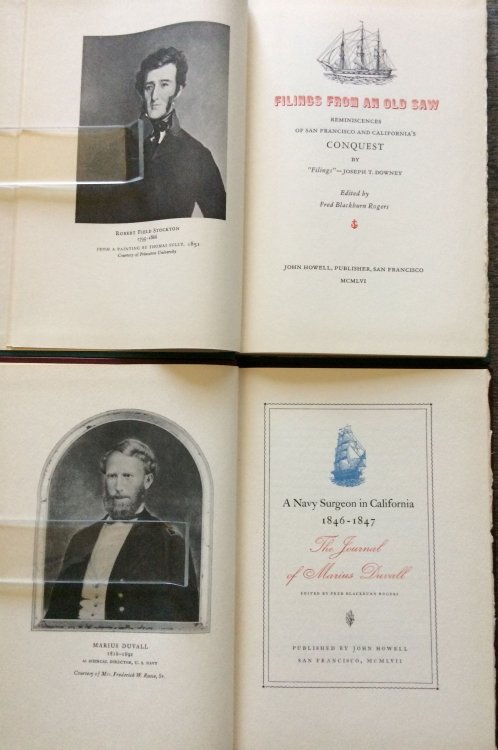 ROBERT FIELD STOCKTON
1795-1866
FROM A PAINTING BY THOMAS SULLY, 1851
Courtesy of Princeton University
FILINGS FROM AN OLD SAW
REMINISCENCES
OF SAN FRANCISCO AND CALIFORNIA'S
CONQUEST
BY
"Filings"—JOSEPH T. DOWNEY
Edited by
Fred Blackburn Rogers
JOHN HOWELL, PUBLISHER, SAN FRANCISCO
MCMLVI
MARIUS DUVALL
1818-1891
AS MEDICAL DIRECTOR, U. S. NAVY
Courtesy of Mrs. Frederick W. Rowe, Sr.
A Navy Surgeon in California
1846-1847
The Journal
of Marius Duvall
EDITED BY FRED BLACKBURN ROGERS
PUBLISHED BY JOHN HOWELL
SAN FRANCISCO, MCMLVII